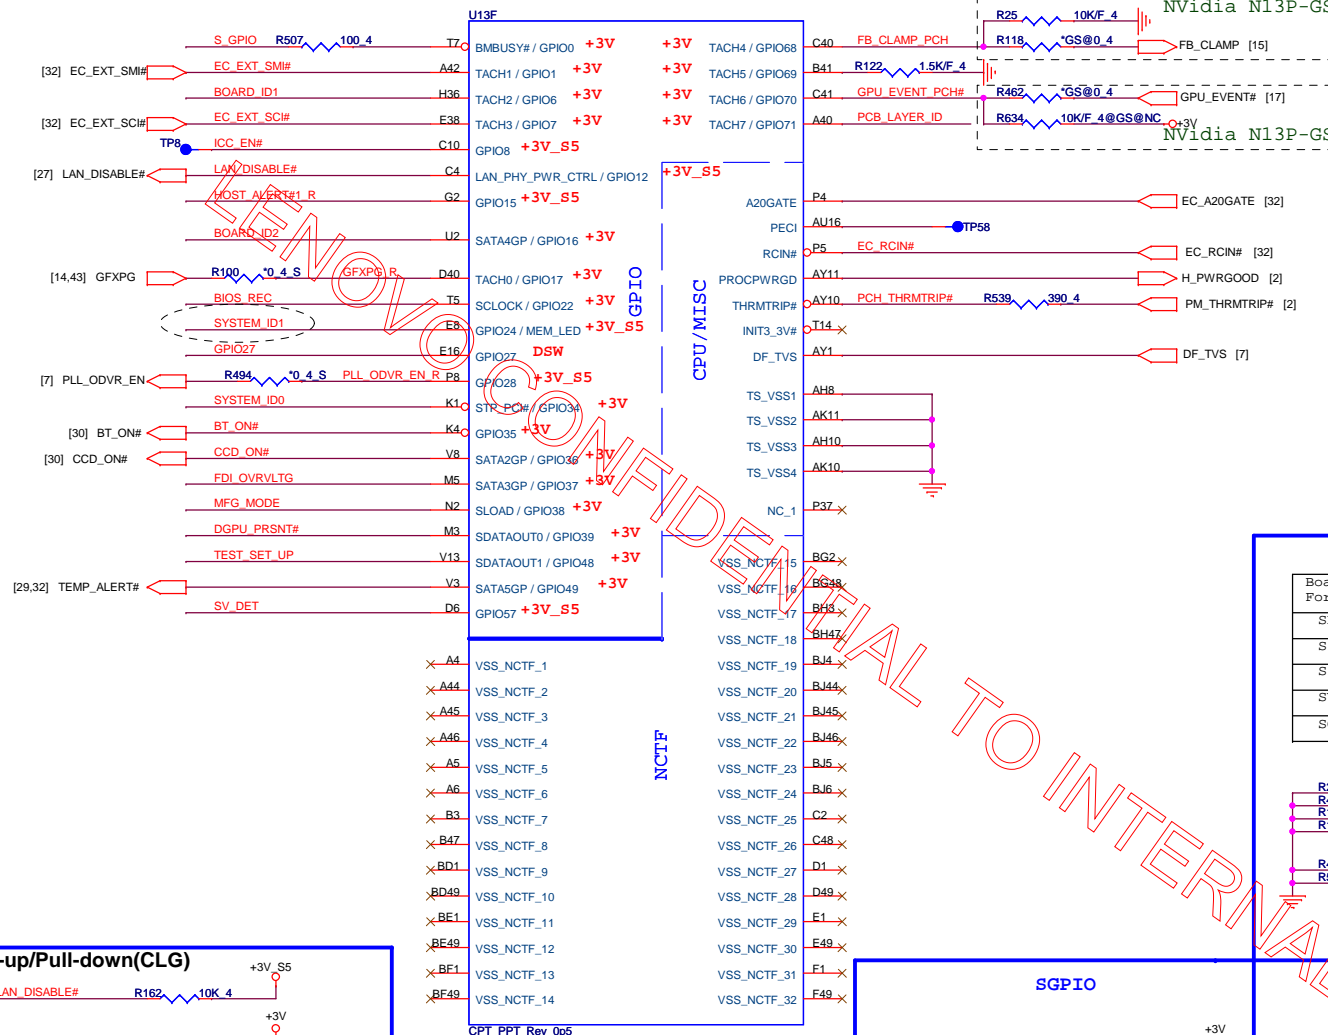 U13F
NVidia N13P-GS
R25 10K/F_4
S_GPIO R507 100_4 T7 BMBUSY# / GPIO0 +3V +3V TACH4 / GPIO68 C40 FB_CLAMP_PCH R118 *GS@0_4 FB_CLAMP [15]
[32] EC_EXT_SMI# EC_EXT_SMI# A42 TACH1 / GPIO1 +3V +3V TACH5 / GPIO69 B41 R122 1.5K/F_4
BOARD_ID1 H36 TACH2 / GPIO6 +3V +3V TACH6 / GPIO70 C41 GPU_EVENT_PCH# R462 *GS@0_4 GPU_EVENT# [17]
[32] EC_EXT_SCI# EC_EXT_SCI# E38 TACH3 / GPIO7 +3V +3V TACH7 / GPIO71 A40 PCB_LAYER_ID R634 10K/F_4@GS@NC +3V
NVidia N13P-GS
TP8 ICC_EN# C10 GPIO8 +3V_S5
[27] LAN_DISABLE# LAN_DISABLE# C4 LAN_PHY_PWR_CTRL / GPIO12 +3V_S5
HOST_ALERT#1_R G2 GPIO15 +3V_S5 A20GATE P4 EC_A20GATE [32]
PECI AU16 TP58
BOARD_ID2 U2 SATA4GP / GPIO16 +3V
RCIN# P5 EC_RCIN# EC_RCIN# [32]
[14,43] GFXPG R100 *0_4_S GFXPG_R D40 TACH0 / GPIO17 +3V PROCPWRGD AY11 H_PWRGOOD [2]
BIOS_REC T5 SCLOCK / GPIO22 +3V THRMTRIP# AY10 PCH_THRMTRIP# R539 390_4 PM_THRMTRIP# [2]
SYSTEM_ID1 E8 GPIO24 / MEM_LED +3V_S5 INIT3_3V# T14
GPIO27 E16 GPIO27 DSW DF_TVS AY1 DF_TVS [7]
[7] PLL_ODVR_EN R494 *0_4_S PLL_ODVR_EN_R P8 GPIO28 +3V_S5
SYSTEM_ID0 K1 STP_PCI# / GPIO34 +3V TS_VSS1 AH8
[30] BT_ON# BT_ON# K4 GPIO35 +3V TS_VSS2 AK11
[30] CCD_ON# CCD_ON# V8 SATA2GP / GPIO36 +3V TS_VSS3 AH10
FDI_OVRVLTG M5 SATA3GP / GPIO37 +3V TS_VSS4 AK10
MFG_MODE N2 SLOAD / GPIO38 +3V NC_1 P37
DGPU_PRSNT# M3 SDATAOUT0 / GPIO39 +3V
TEST_SET_UP V13 SDATAOUT1 / GPIO48 +3V VSS_NCTF_15 BG2
[29,32] TEMP_ALERT# V3 SATA5GP / GPIO49 +3V VSS_NCTF_16 BG48
SV_DET D6 GPIO57 +3V_S5 VSS_NCTF_17 BH3
VSS_NCTF_18 BH47
GPIO
CPU/MISC
NCTF
A4 VSS_NCTF_1 VSS_NCTF_19 BJ4
A44 VSS_NCTF_2 VSS_NCTF_20 BJ44
A45 VSS_NCTF_3 VSS_NCTF_21 BJ45
A46 VSS_NCTF_4 VSS_NCTF_22 BJ46
A5 VSS_NCTF_5 VSS_NCTF_23 BJ5
A6 VSS_NCTF_6 VSS_NCTF_24 BJ6
B3 VSS_NCTF_7 VSS_NCTF_25 C2
B47 VSS_NCTF_8 VSS_NCTF_26 C48
BD1 VSS_NCTF_9 VSS_NCTF_27 D1
BD49 VSS_NCTF_10 VSS_NCTF_28 D49
BE1 VSS_NCTF_11 VSS_NCTF_29 E1
BE49 VSS_NCTF_12 VSS_NCTF_30 E49
BF1 VSS_NCTF_13 VSS_NCTF_31 F1
BF49 VSS_NCTF_14 VSS_NCTF_32 F49
CPT_PPT_Rev_0p5
LENOVO CONFIDENTIAL TO INTERNAL
-up/Pull-down(CLG)
+3V_S5
LAN_DISABLE# R162 10K_4
+3V
SGPIO
+3V